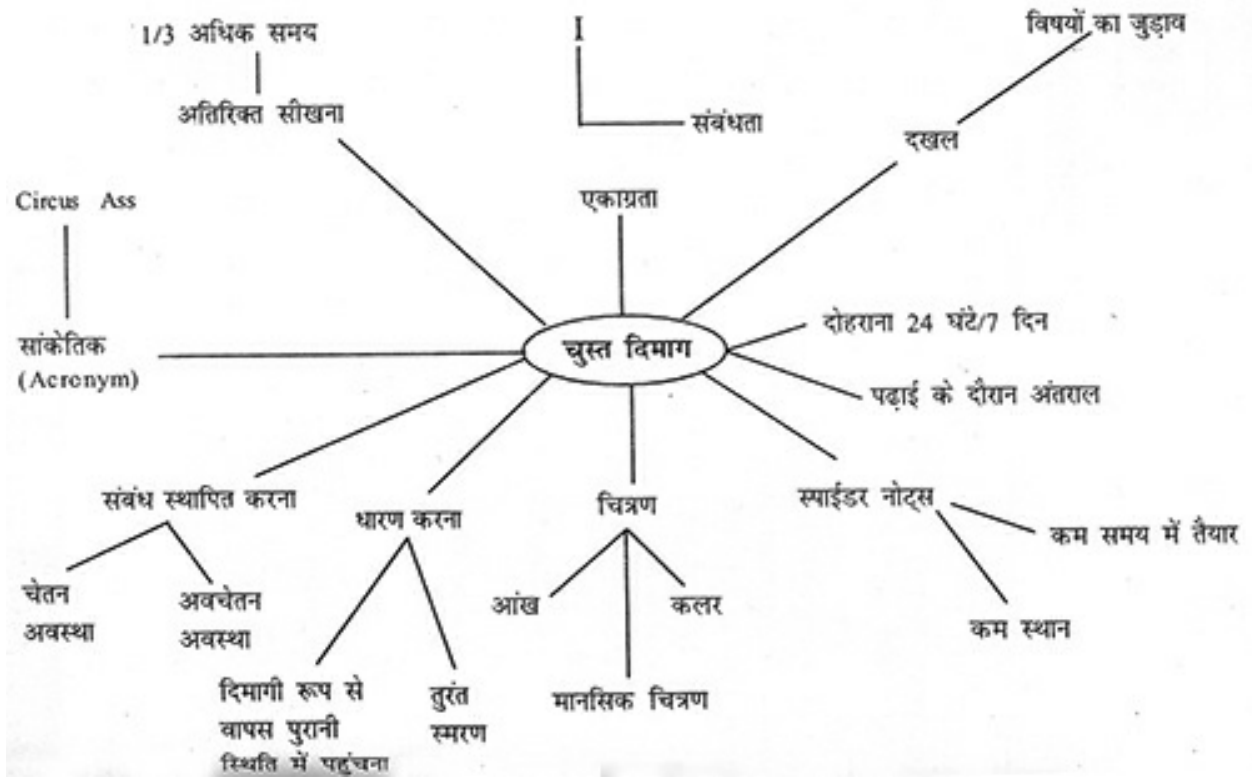 1/3 अधिक समय
अतिरिक्त सीखना
I
संबंधता
विषयों का जुड़ाव
दखल
Circus Ass
एकाग्रता
सांकेतिक
(Acronym)
चुस्त दिमाग
दोहराना 24 घंटे/7 दिन
पढ़ाई के दौरान अंतराल
संबंध स्थापित करना
चेतन
अवस्था
अवचेतन
अवस्था
धारण करना
दिमागी रूप से
वापस पुरानी
स्थिति में पहुंचना
तुरंत
स्मरण
चित्रण
आंख
मानसिक चित्रण
कलर
स्पाईडर नोट्स
कम समय में तैयार
कम स्थान